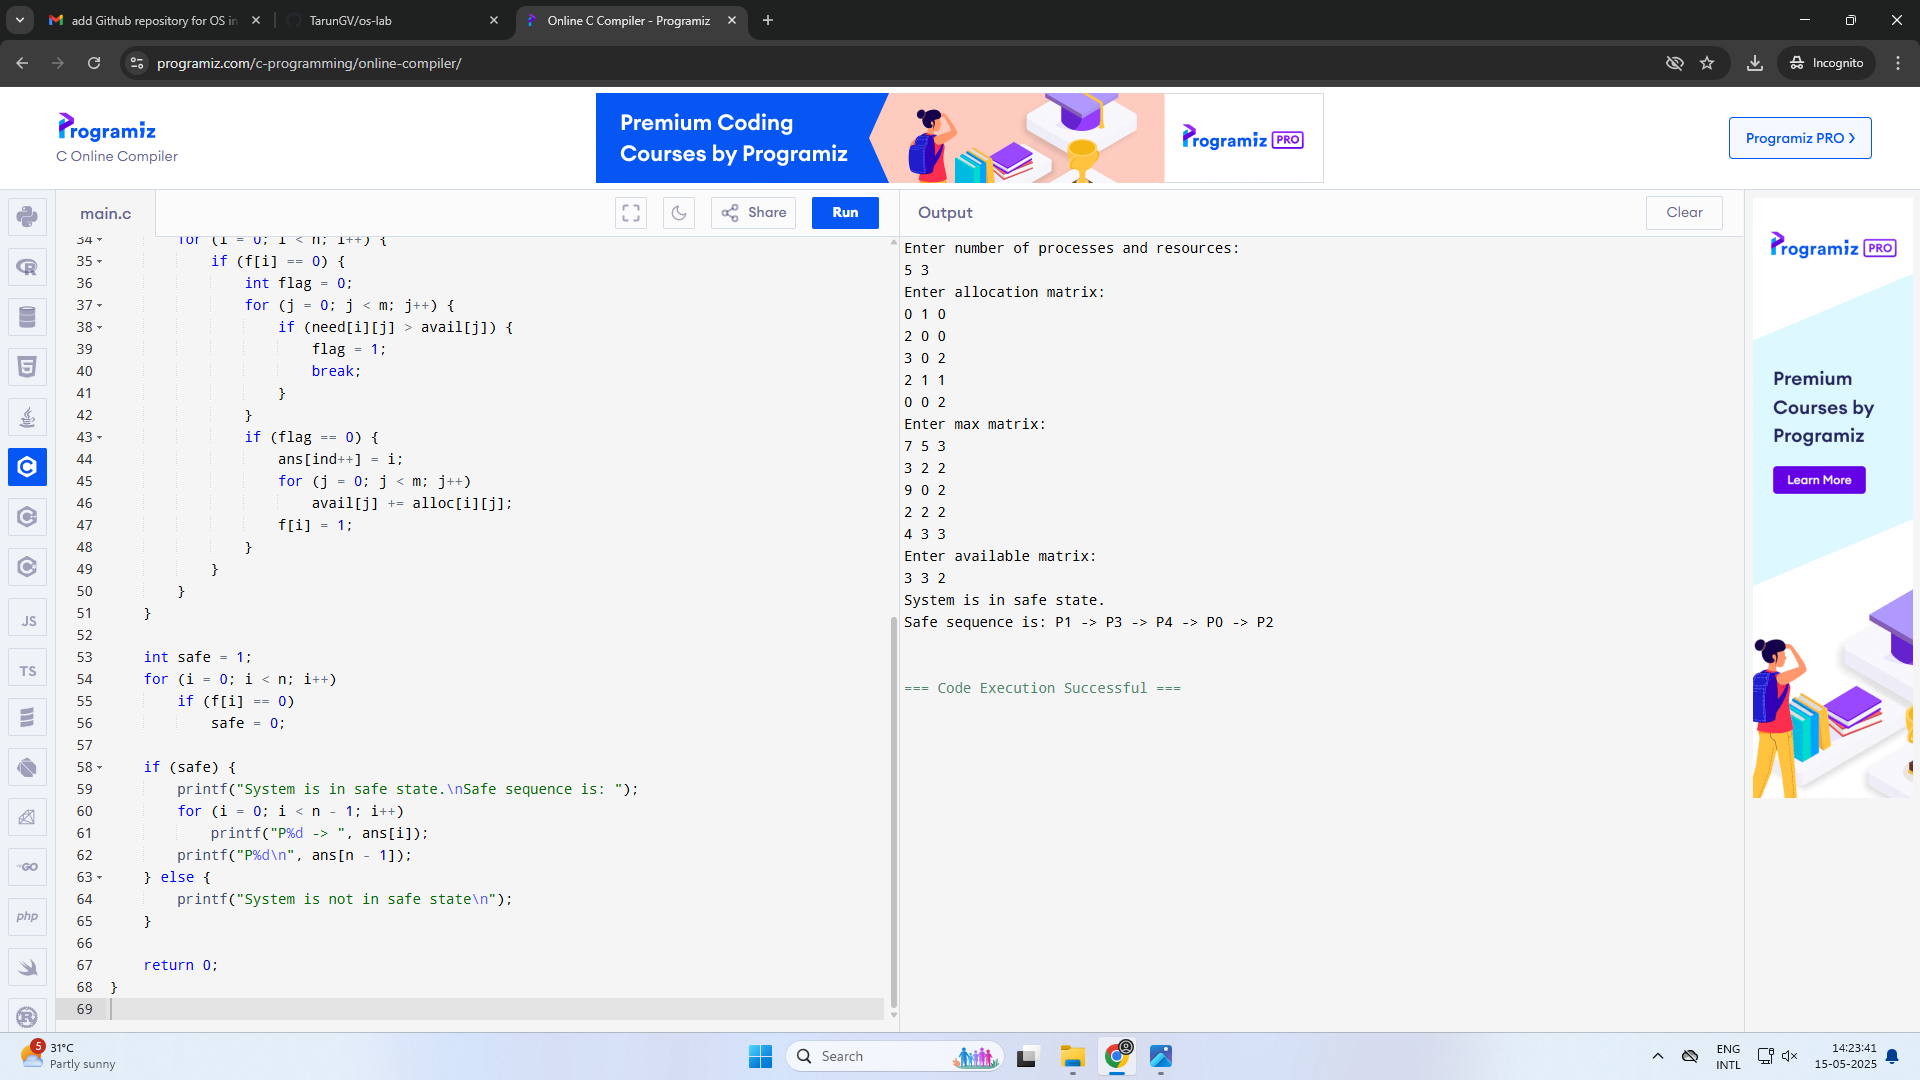 add Github repository for OS in
TarunGV/os-lab
Online C Compiler - Programiz
programiz.com/c-programming/online-compiler/
Incognito
Programiz
C Online Compiler
Premium Coding
Courses by Programiz
Programiz PRO
Programiz PRO >
main.c
Share
Run
Output
Clear
34 for (i = 0; i < n; i++) {
35 if (f[i] == 0) {
36 int flag = 0;
37 for (j = 0; j < m; j++) {
38 if (need[i][j] > avail[j]) {
39 flag = 1;
40 break;
41 }
42 }
43 if (flag == 0) {
44 ans[ind++] = i;
45 for (j = 0; j < m; j++)
46 avail[j] += alloc[i][j];
47 f[i] = 1;
48 }
49 }
50 }
51 }
52
53 int safe = 1;
54 for (i = 0; i < n; i++)
55 if (f[i] == 0)
56 safe = 0;
57
58 if (safe) {
59 printf("System is in safe state.\nSafe sequence is: ");
60 for (i = 0; i < n - 1; i++)
61 printf("P%d -> ", ans[i]);
62 printf("P%d\n", ans[n - 1]);
63 } else {
64 printf("System is not in safe state\n");
65 }
66
67 return 0;
68 }
69
Enter number of processes and resources:
5 3
Enter allocation matrix:
0 1 0
2 0 0
3 0 2
2 1 1
0 0 2
Enter max matrix:
7 5 3
3 2 2
9 0 2
2 2 2
4 3 3
Enter available matrix:
3 3 2
System is in safe state.
Safe sequence is: P1 -> P3 -> P4 -> P0 -> P2
=== Code Execution Successful ===
Programiz PRO
Premium
Courses by
Programiz
Learn More
JS
TS
GO
php
5
31°C
Partly sunny
Search
ENG
INTL
14:23:41
15-05-2025